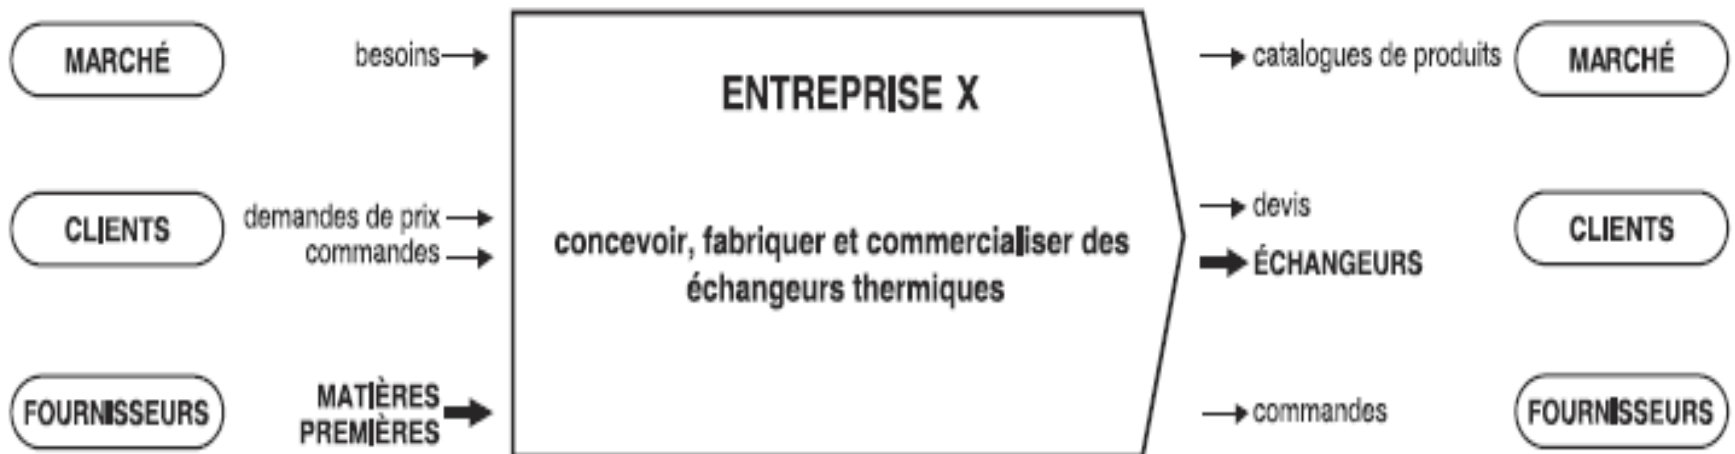 MARCHÉ
besoins
ENTREPRISE X
catalogues de produits
MARCHÉ
CLIENTS
demandes de prix
commandes
concevoir, fabriquer et commercialiser des
échangeurs thermiques
devis
ÉCHANGEURS
CLIENTS
FOURNISSEURS
MATIÈRES
PREMIÈRES
commandes
FOURNISSEURS